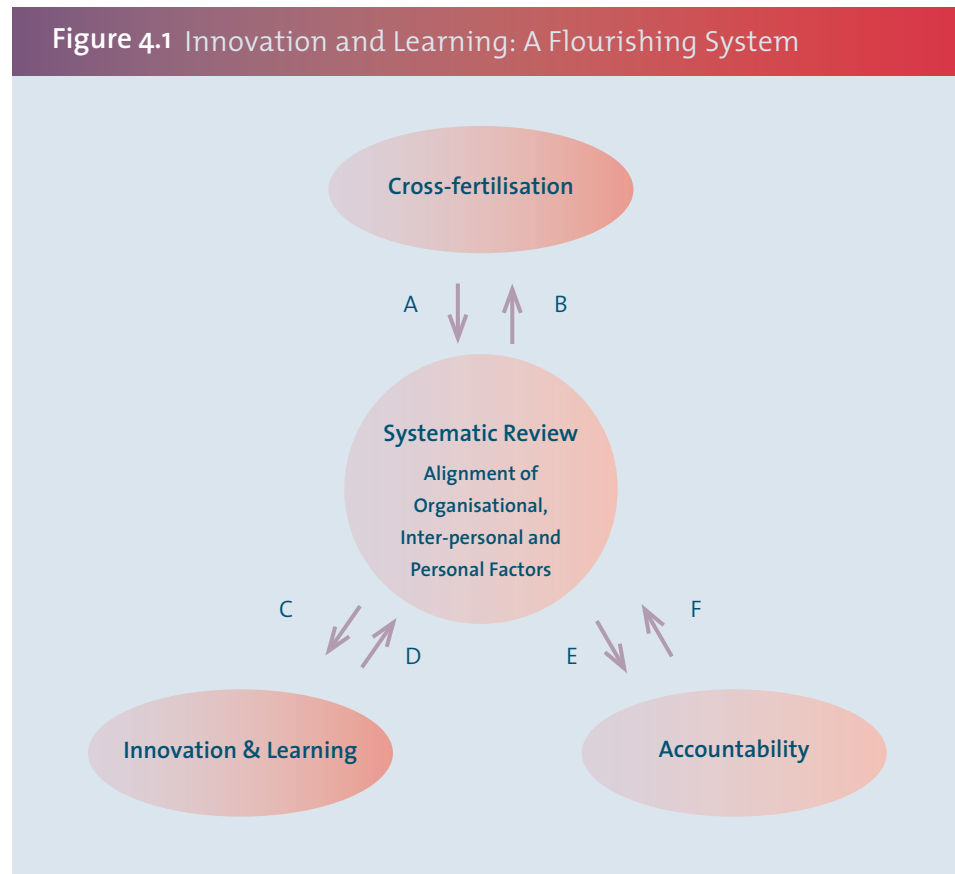 Figure 4.1 Innovation and Learning: A Flourishing System
Cross-fertilisation
A
B
Systematic Review
Alignment of
Organisational,
Inter-personal and
Personal Factors
C
D
E
F
Innovation & Learning
Accountability